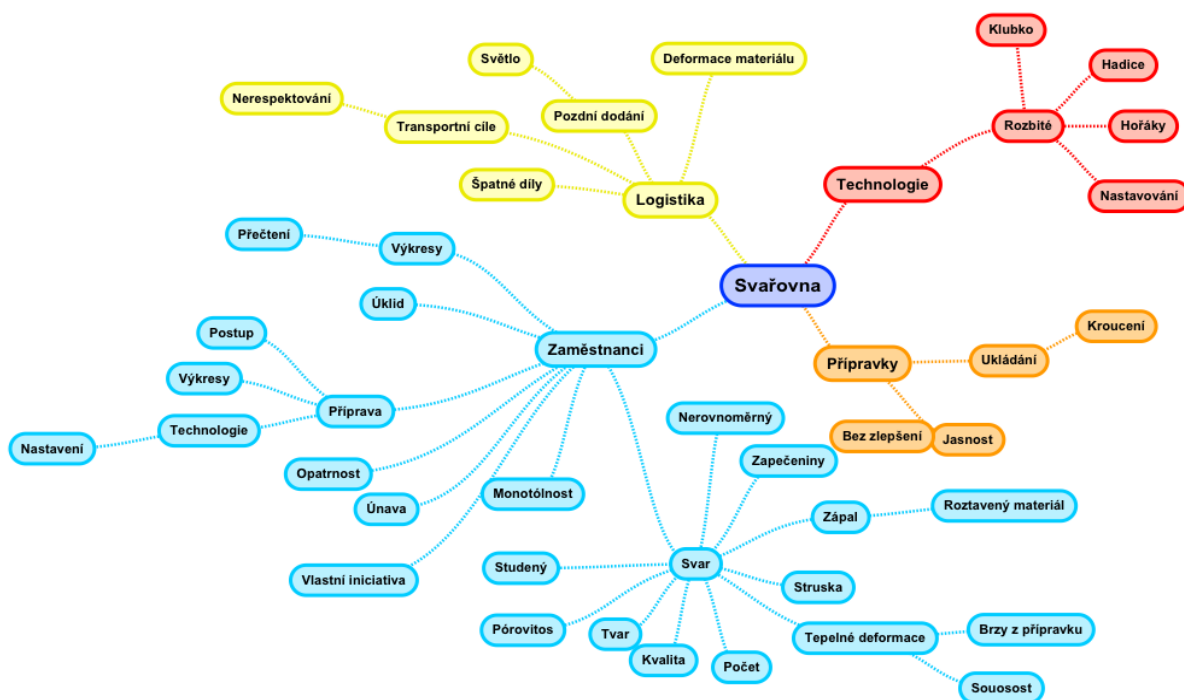 Klubko
Světlo
Deformace materiálu
Hadice
Nerespektování
Pozdní dodání
Transportní cíle
Rozbité
Hořáky
Technologie
Špatné díly
Logistika
Nastavování
Přečtení
Výkresy
Svařovna
Úklid
Postup
Zaměstnanci
Kroucení
Přípravky
Ukládání
Výkresy
Příprava
Technologie
Nastavení
Nerovnoměrný
Bez zlepšení
Jasnost
Opatrnost
Zapečeniny
Únava
Monotólnost
Zápal
Roztavený materiál
Vlastní iniciativa
Studený
Svar
Struska
Pórovitos
Tvar
Kvalita
Počet
Tepelné deformace
Brzy z přípravku
Souosost